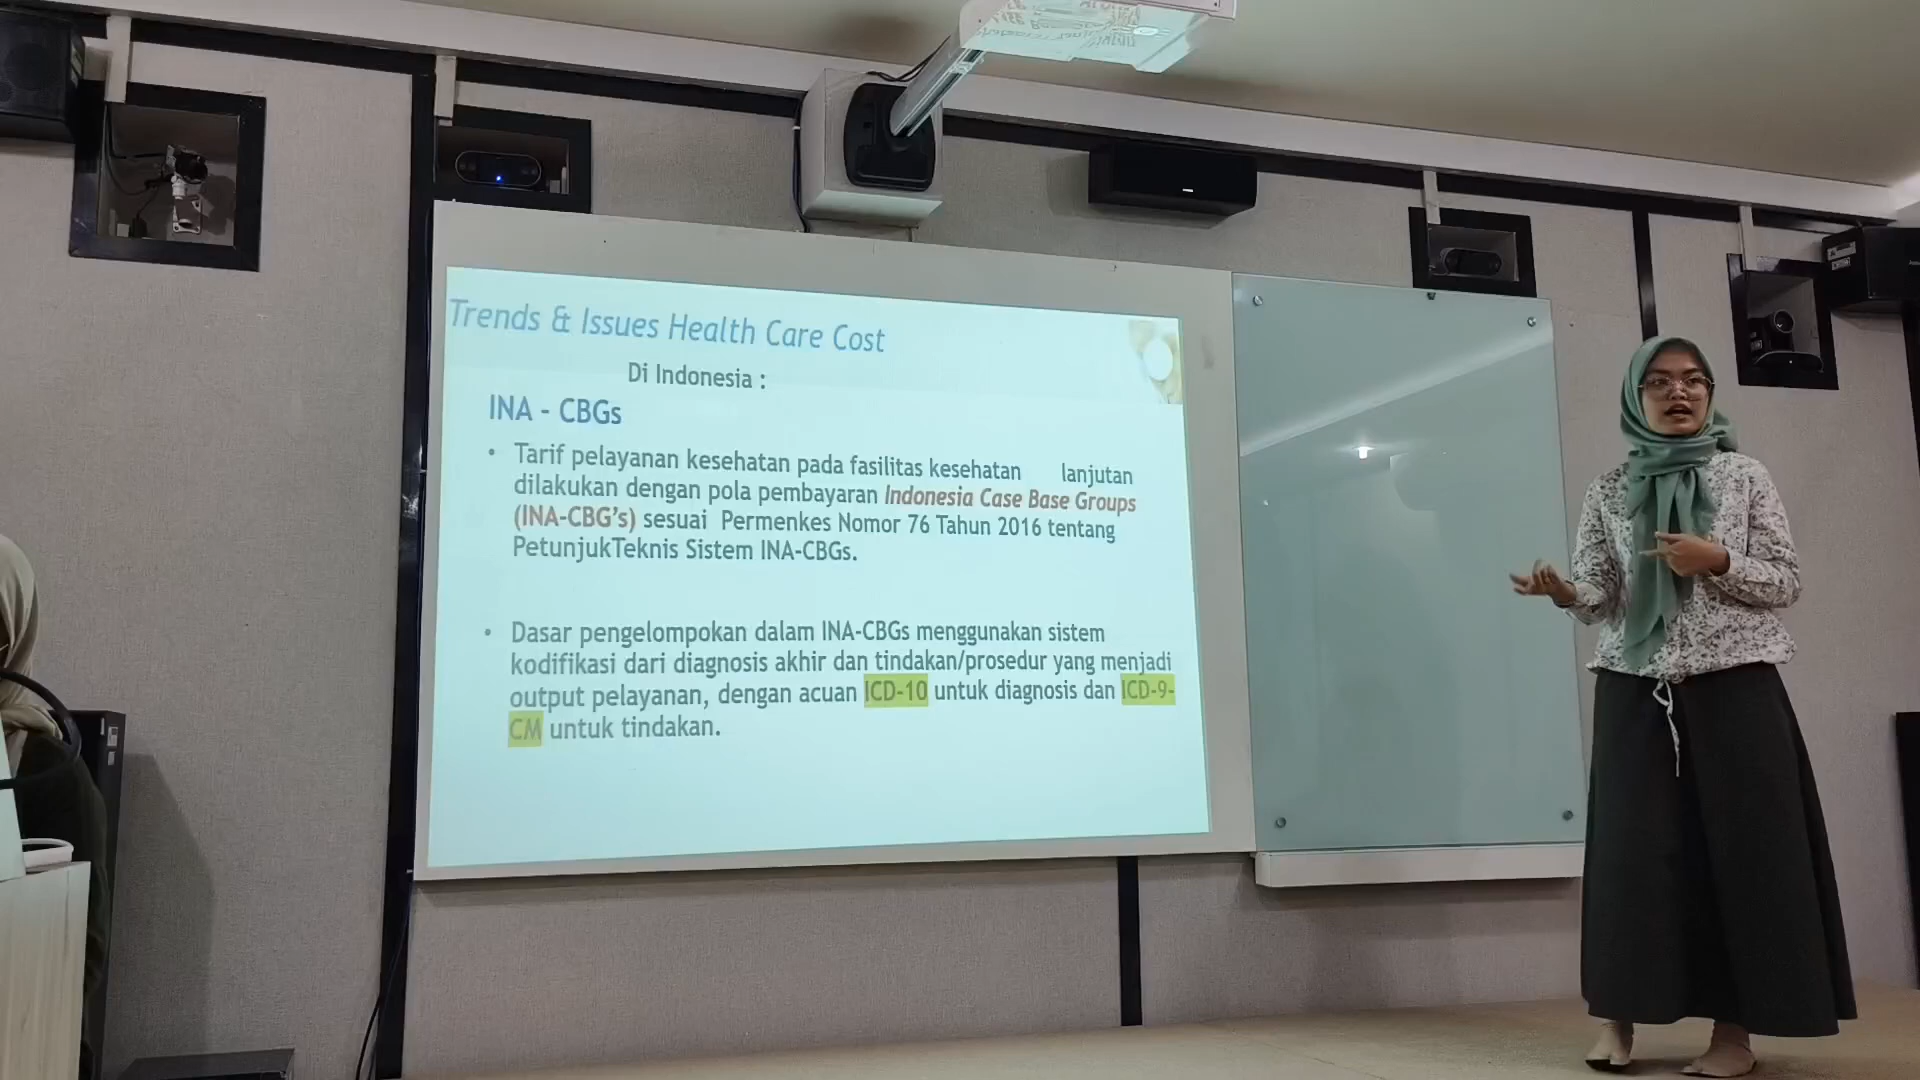 Trends & Issues Health Care Cost
Di Indonesia :
INA - CBGs
• Tarif pelayanan kesehatan pada fasilitas kesehatan lanjutan
dilakukan dengan pola pembayaran Indonesia Case Base Groups
(INA-CBG's) sesuai Permenkes Nomor 76 Tahun 2016 tentang
PetunjukTeknis Sistem INA-CBGs.
• Dasar pengelompokan dalam INA-CBGs menggunakan sistem
kodifikasi dari diagnosis akhir dan tindakan/prosedur yang menjadi
output pelayanan, dengan acuan ICD-10 untuk diagnosis dan ICD-9-
CM untuk tindakan.